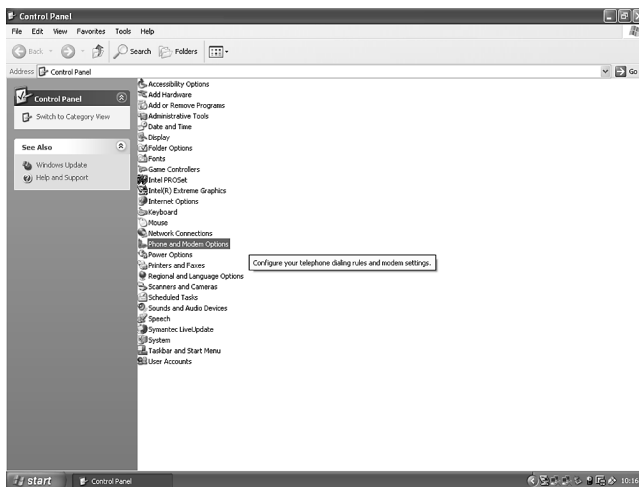 Control Panel
File Edit View Favorites Tools Help
Back Search Folders
Address Control Panel Go
Control Panel
Switch to Category View
See Also
Windows Update
Help and Support
Accessibility Options
Add Hardware
Add or Remove Programs
Administrative Tools
Date and Time
Display
Folder Options
Fonts
Game Controllers
Intel PROSet
Intel(R) Extreme Graphics
Internet Options
Keyboard
Mouse
Network Connections
Phone and Modem Options
Power Options
Printers and Faxes
Regional and Language Options
Scanners and Cameras
Scheduled Tasks
Sounds and Audio Devices
Speech
Symantec LiveUpdate
System
Taskbar and Start Menu
User Accounts
Configure your telephone dialing rules and modem settings.
start Control Panel 10:16